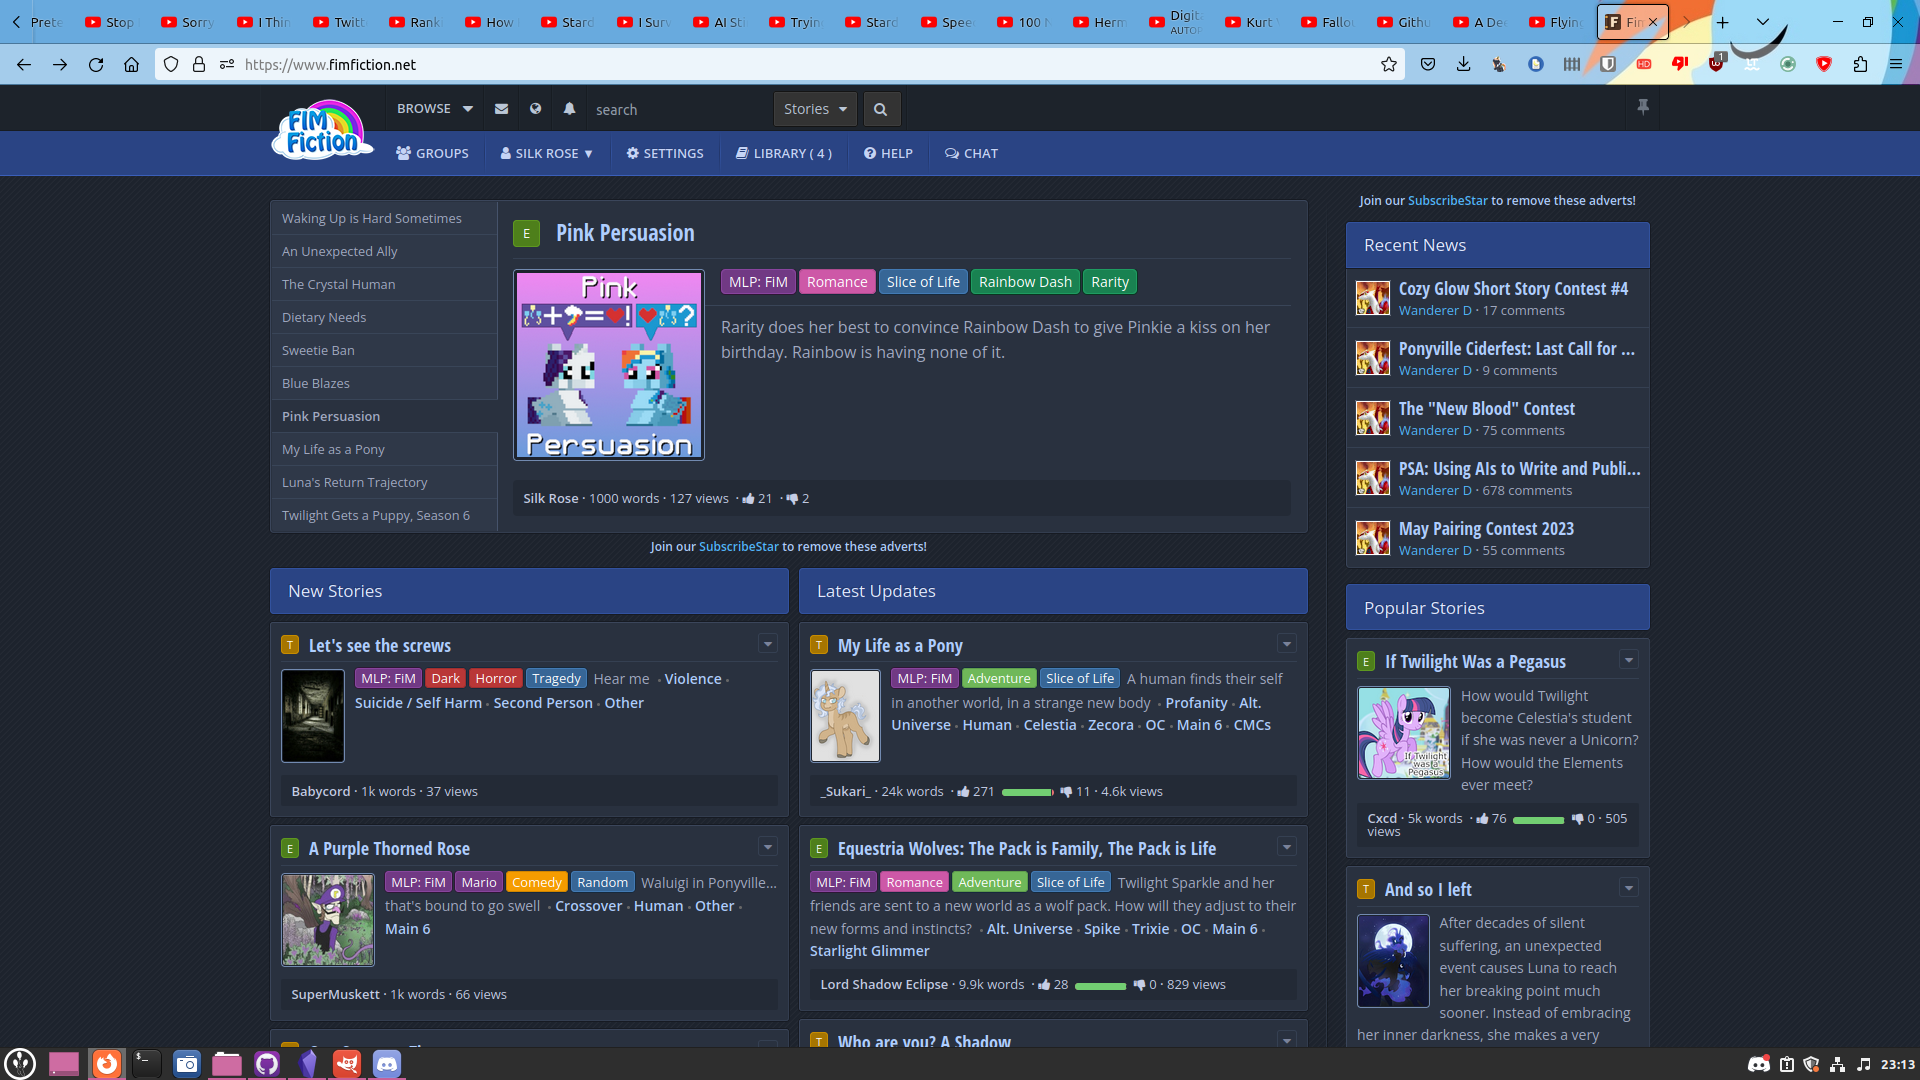 Prete
Stop
Sorry
I Thin
Twitt
Rank
How
Stard
I Surv
AI St
Tryin
Stard
Spee
100 N
Herm
Digit
AUTOP
Kurt
Fallo
Githu
A De
Flyin
Fim
https://www.fimfiction.net
HD
1
FIM Fiction
BROWSE
search
Stories
GROUPS
SILK ROSE
SETTINGS
LIBRARY ( 4 )
HELP
CHAT
Waking Up is Hard Sometimes
An Unexpected Ally
The Crystal Human
Dietary Needs
Sweetie Ban
Blue Blazes
Pink Persuasion
My Life as a Pony
Luna's Return Trajectory
Twilight Gets a Puppy, Season 6
E Pink Persuasion
Pink
+ = ! ?
Persuasion
MLP: FiM Romance Slice of Life Rainbow Dash Rarity
Rarity does her best to convince Rainbow Dash to give Pinkie a kiss on her
birthday. Rainbow is having none of it.
Silk Rose · 1000 words · 127 views · 21 · 2
Join our SubscribeStar to remove these adverts!
New Stories
T Let's see the screws
MLP: FiM Dark Horror Tragedy Hear me · Violence ·
Suicide / Self Harm · Second Person · Other
Babycord · 1k words · 37 views
E A Purple Thorned Rose
MLP: FiM Mario Comedy Random Waluigi in Ponyville...
that's bound to go swell · Crossover · Human · Other ·
Main 6
SuperMuskett · 1k words · 66 views
Latest Updates
T My Life as a Pony
MLP: FiM Adventure Slice of Life A human finds their self
in another world, in a strange new body · Profanity · Alt.
Universe · Human · Celestia · Zecora · OC · Main 6 · CMCs
_Sukari_ · 24k words · 271 11 · 4.6k views
E Equestria Wolves: The Pack is Family, The Pack is Life
MLP: FiM Romance Adventure Slice of Life Twilight Sparkle and her
friends are sent to a new world as a wolf pack. How will they adjust to their
new forms and instincts? · Alt. Universe · Spike · Trixie · OC · Main 6 ·
Starlight Glimmer
Lord Shadow Eclipse · 9.9k words · 28 0 · 829 views
T Who are you? A Shadow
Join our SubscribeStar to remove these adverts!
Recent News
Cozy Glow Short Story Contest #4
Wanderer D · 17 comments
Ponyville Ciderfest: Last Call for ...
Wanderer D · 9 comments
The "New Blood" Contest
Wanderer D · 75 comments
PSA: Using AIs to Write and Publi...
Wanderer D · 678 comments
May Pairing Contest 2023
Wanderer D · 55 comments
Popular Stories
E If Twilight Was a Pegasus
If Twilight
was a
Pegasus
How would Twilight
become Celestia's student
if she was never a Unicorn?
How would the Elements
ever meet?
Cxcd · 5k words · 76 0 · 505
views
T And so I left
After decades of silent
suffering, an unexpected
event causes Luna to reach
her breaking point much
sooner. Instead of embracing
her inner darkness, she makes a very
23:13